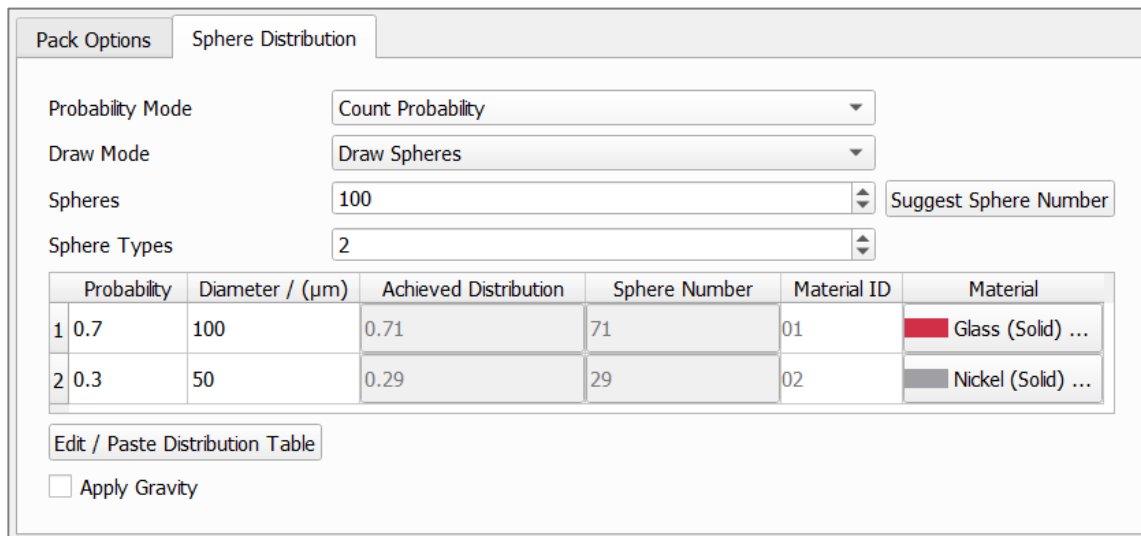 Pack Options Sphere Distribution
Probability Mode Count Probability
Draw Mode Draw Spheres
Spheres 100 Suggest Sphere Number
Sphere Types 2
Probability Diameter / (µm) Achieved Distribution Sphere Number Material ID Material
1 0.7 100 0.71 71 01 Glass (Solid) ...
2 0.3 50 0.29 29 02 Nickel (Solid) ...
Edit / Paste Distribution Table
Apply Gravity